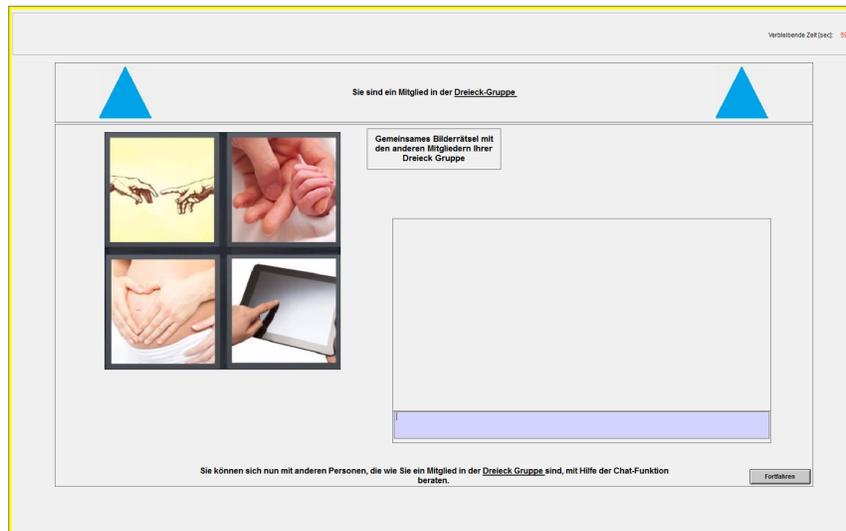 Verbleibende Zeit [sec]: 59
Sie sind ein Mitglied in der Dreieck-Gruppe
Gemeinsames Bilderrätsel mit
den anderen Mitgliedern Ihrer
Dreieck Gruppe
Sie können sich nun mit anderen Personen, die wie Sie ein Mitglied in der Dreieck Gruppe sind, mit Hilfe der Chat-Funktion
beraten.
Fortfahren